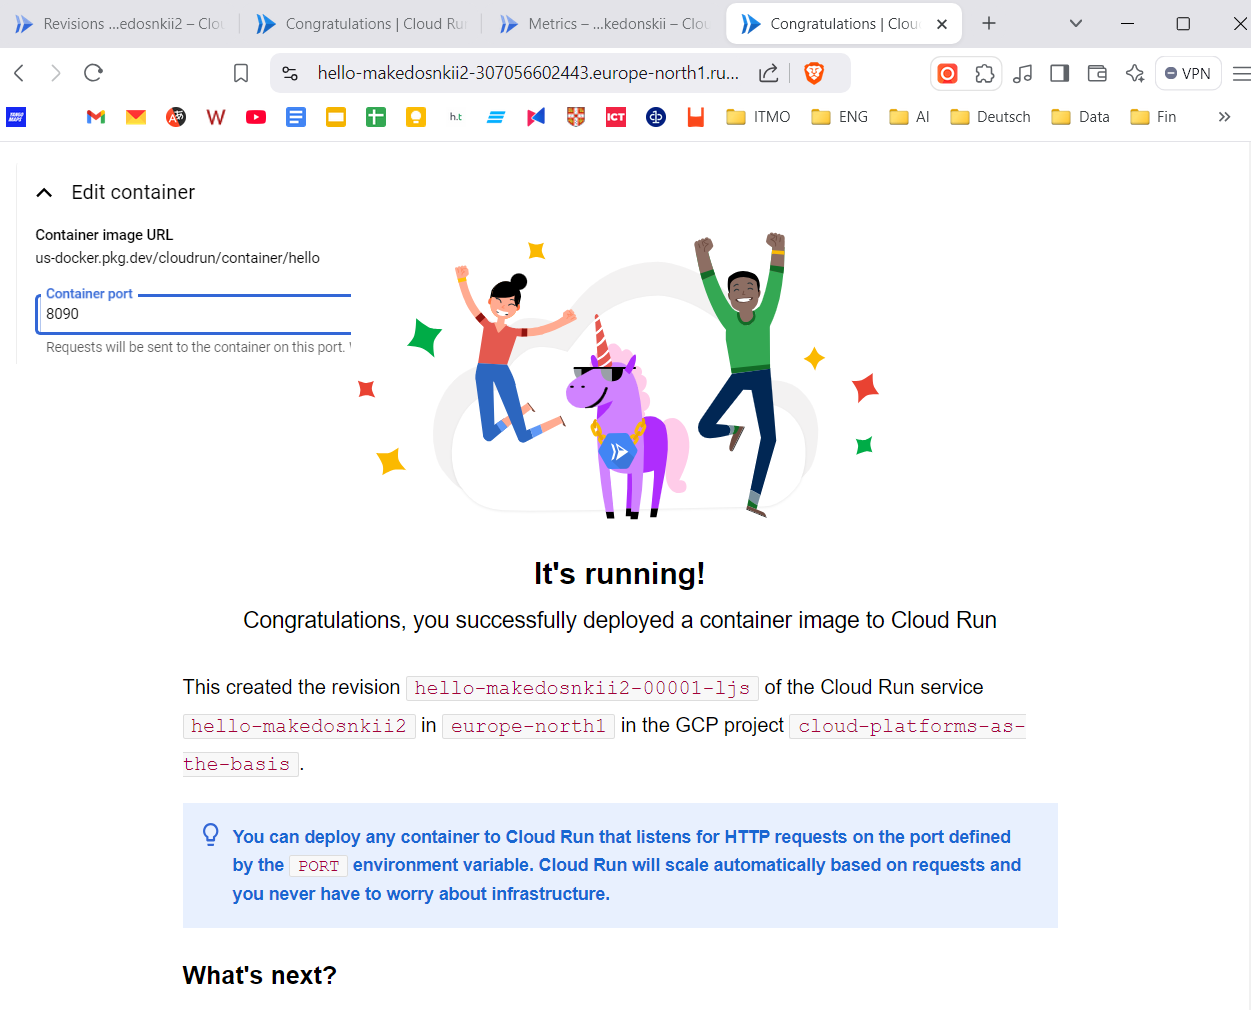 Revisions ...edosnkii2 – Clou
Congratulations | Cloud Run
Metrics – ...kedonskii – Clou
Congratulations | Clou
hello-makedosnkii2-307056602443.europe-north1.ru...
VPN
h.t
ICT
ITMO
ENG
AI
Deutsch
Data
Fin
Edit container
Container image URL
us-docker.pkg.dev/cloudrun/container/hello
Container port
8090
Requests will be sent to the container on this port.
It's running!
Congratulations, you successfully deployed a container image to Cloud Run
This created the revision hello-makedosnkii2-00001-ljs of the Cloud Run service
hello-makedosnkii2 in europe-north1 in the GCP project cloud-platforms-as-
the-basis.
You can deploy any container to Cloud Run that listens for HTTP requests on the port defined
by the PORT environment variable. Cloud Run will scale automatically based on requests and
you never have to worry about infrastructure.
What's next?